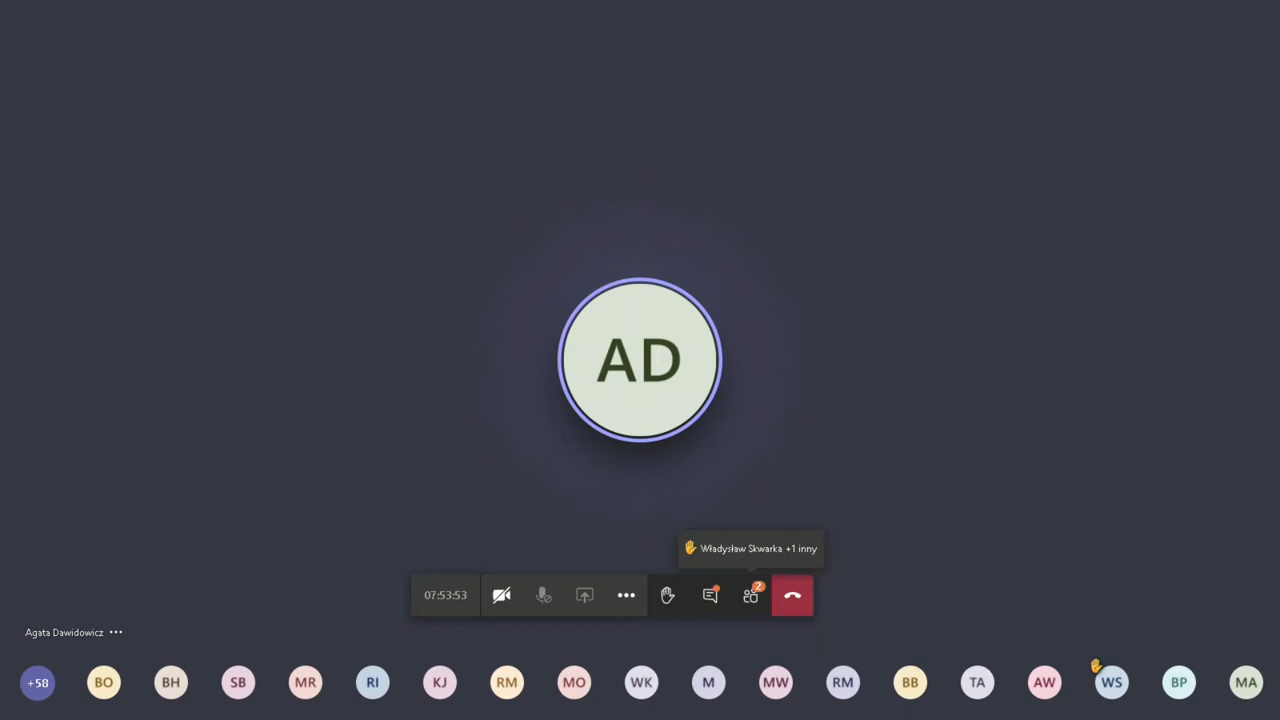 AD
Władysław Skwarka +1 inny
07:53:53
2
Agata Dawidowicz
+58
BO
BH
SB
MR
RI
KJ
RM
MO
WK
M
MW
RM
BB
TA
AW
WS
BP
MA